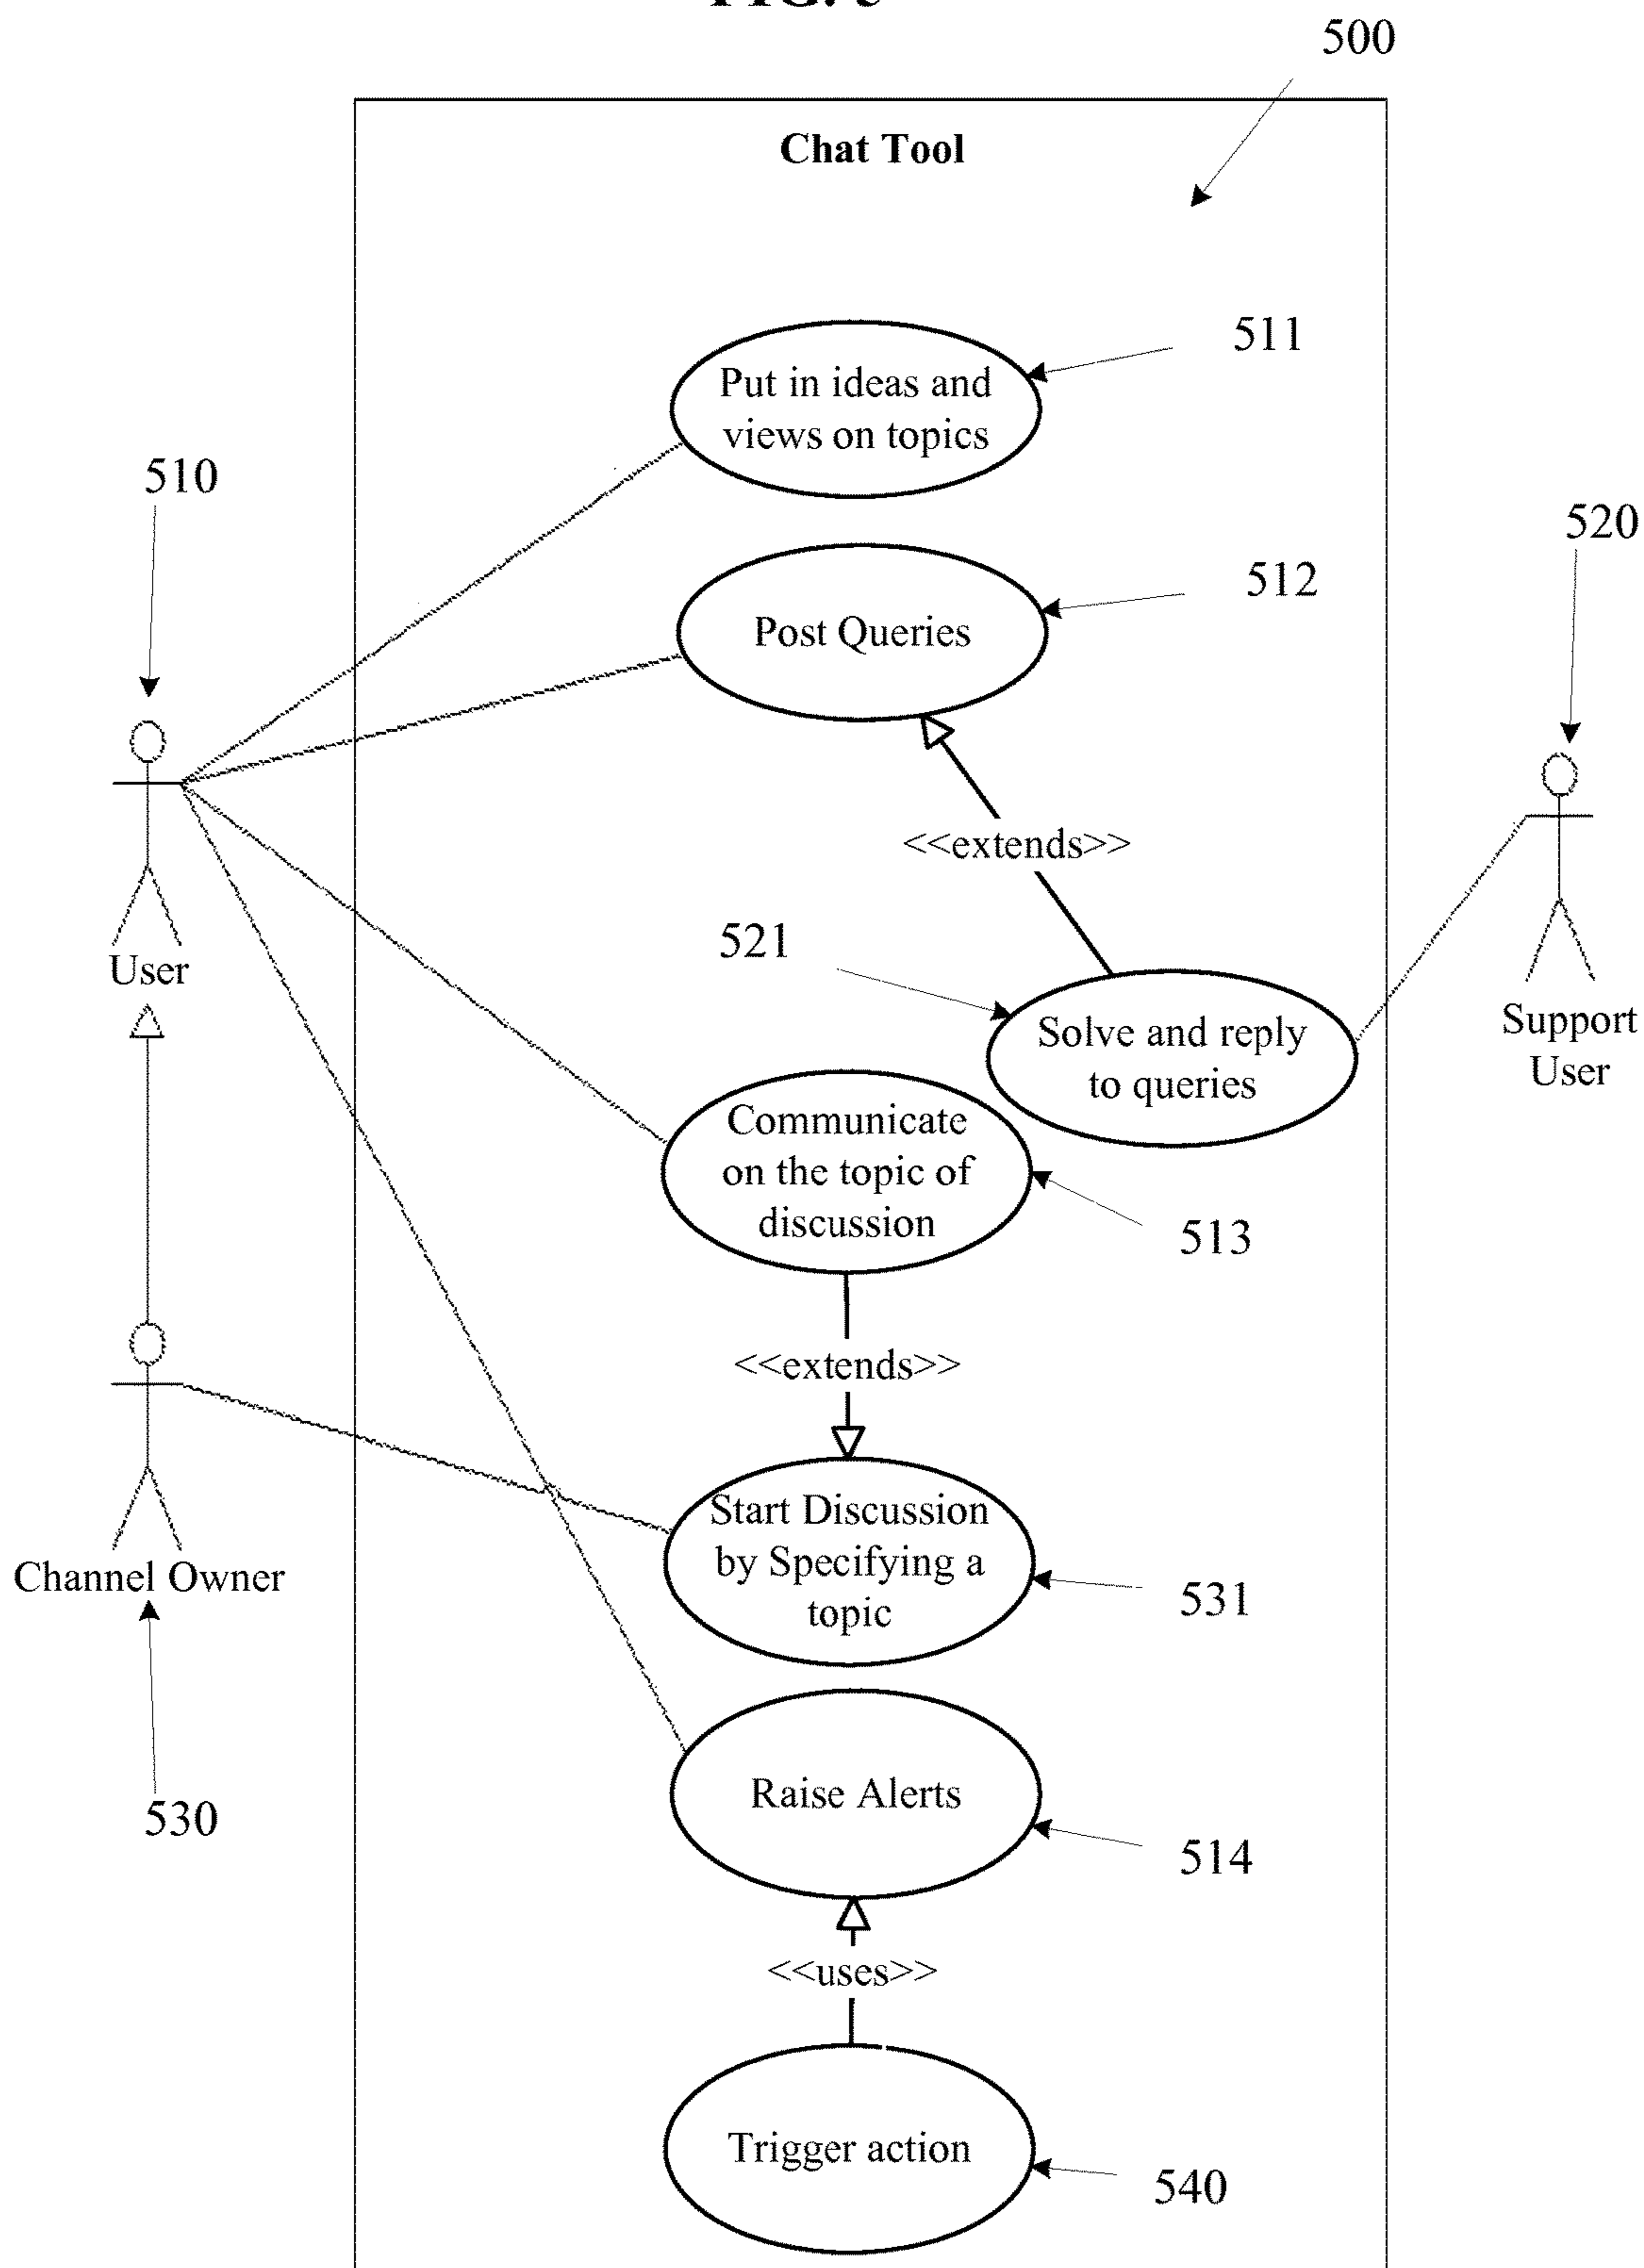 FIG. 5
500
Chat Tool
511
Put in ideas and
views on topics
510
520
512
Post Queries
<<extends>>
521
User
Solve and reply
to queries
Support
User
Communicate
on the topic of
discussion
513
<<extends>>
Start Discussion
by Specifying a
topic
Channel Owner
531
Raise Alerts
530
514
<<uses>>
Trigger action
540